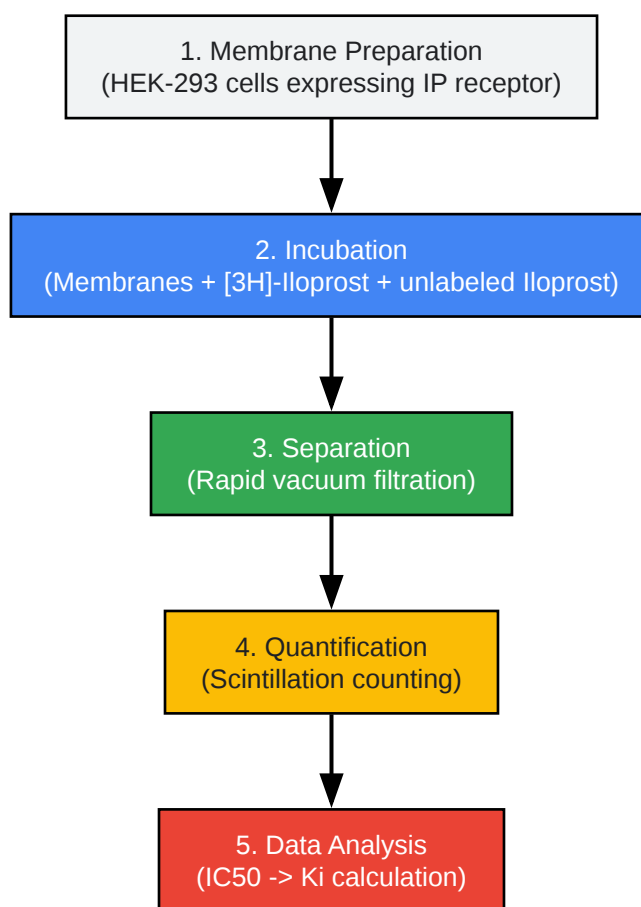 1. Membrane Preparation
(HEK-293 cells expressing IP receptor)
2. Incubation
(Membranes + [3H]-Iloprost + unlabeled Iloprost)
3. Separation
(Rapid vacuum filtration)
4. Quantification
(Scintillation counting)
5. Data Analysis
(IC50 -> Ki calculation)